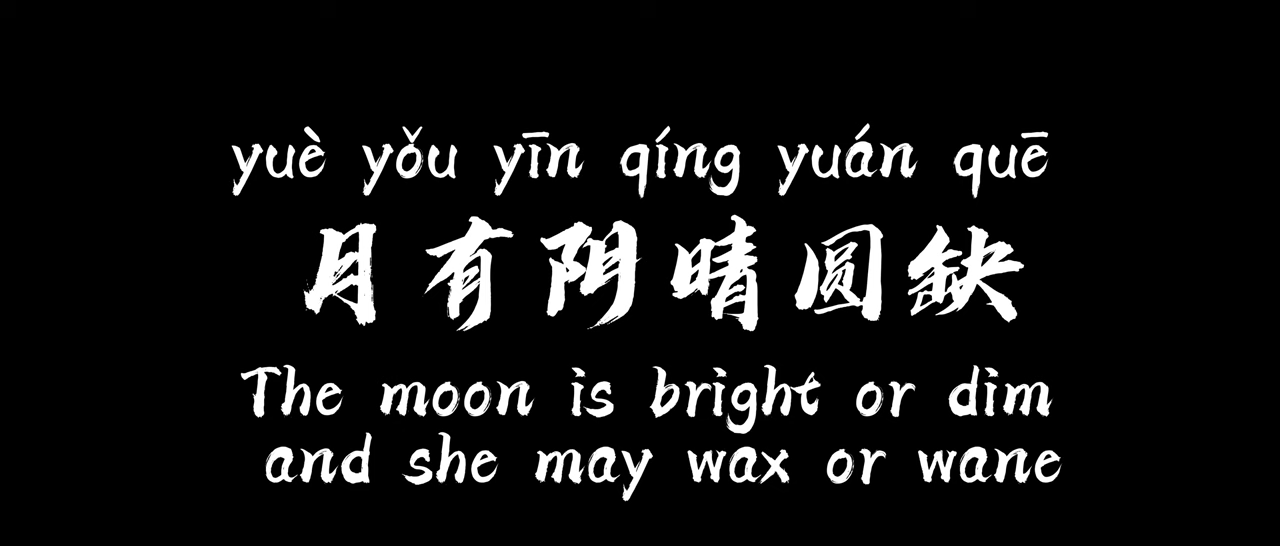 yuè yǒu yīn qíng yuán quē
月有阴晴圆缺
The moon is bright or dim
and she may wax or wane